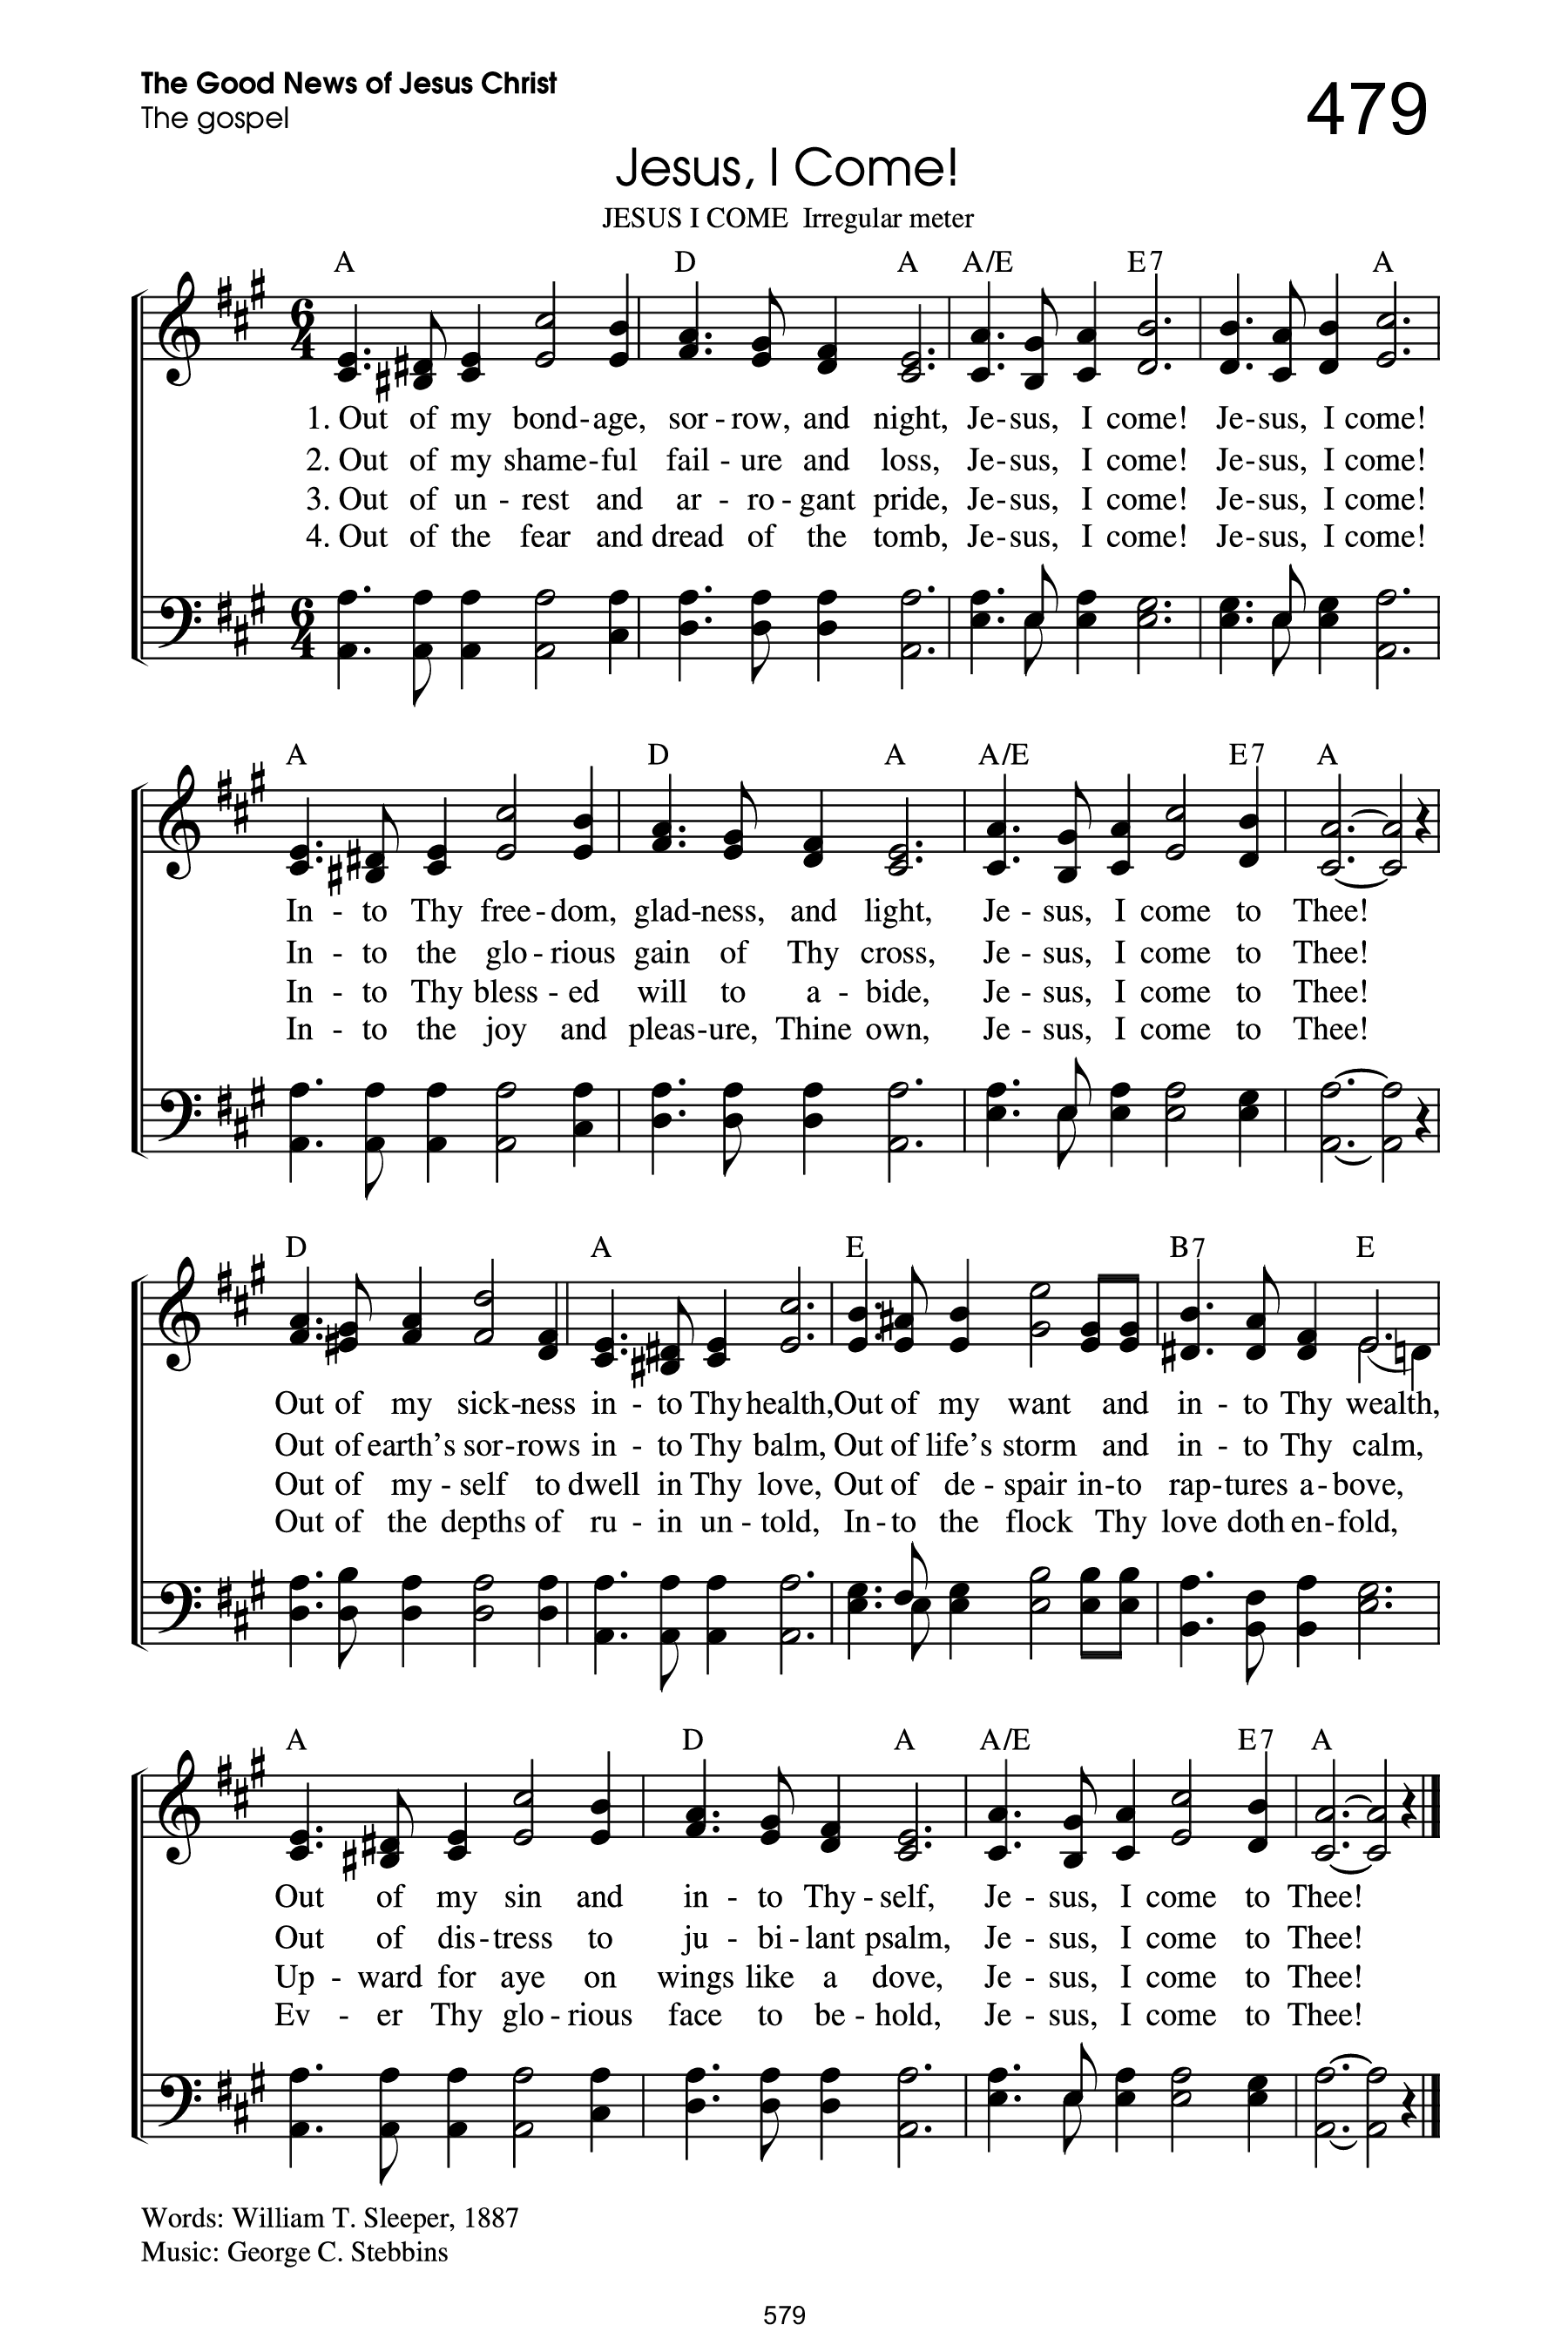 The Good News of Jesus Christ
The gospel
479
Jesus, I Come!
JESUS I COME Irregular meter
A D A A/E E7 A
6 4
1. Out of my bond-age, sor-row, and night, Je-sus, I come! Je-sus, I come!
2. Out of my shame-ful fail-ure and loss, Je-sus, I come! Je-sus, I come!
3. Out of un-rest and ar-ro-gant pride, Je-sus, I come! Je-sus, I come!
4. Out of the fear and dread of the tomb, Je-sus, I come! Je-sus, I come!
6 4
A D A A/E E7 A
In-to Thy free-dom, glad-ness, and light, Je-sus, I come to Thee!
In-to the glo-rious gain of Thy cross, Je-sus, I come to Thee!
In-to Thy bless-ed will to a-bide, Je-sus, I come to Thee!
In-to the joy and pleas-ure, Thine own, Je-sus, I come to Thee!
D A E B7 E
Out of my sick-ness in-to Thy health, Out of my want and in-to Thy wealth,
Out of earth's sor-rows in-to Thy balm, Out of life's storm and in-to Thy calm,
Out of my-self to dwell in Thy love, Out of de-spair in-to rap-tures a-bove,
Out of the depths of ru-in un-told, In-to the flock Thy love doth en-fold,
A D A A/E E7 A
Out of my sin and in-to Thy-self, Je-sus, I come to Thee!
Out of dis-tress to ju-bi-lant psalm, Je-sus, I come to Thee!
Up-ward for aye on wings like a dove, Je-sus, I come to Thee!
Ev-er Thy glo-rious face to be-hold, Je-sus, I come to Thee!
Words: William T. Sleeper, 1887
Music: George C. Stebbins
579